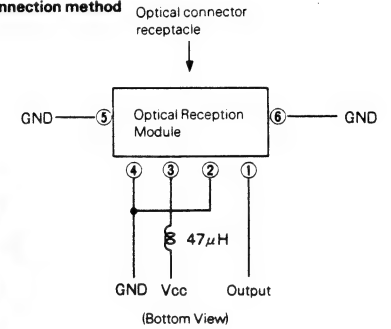 nnection method
Optical connector
receptacle
GND
5
Optical Reception
Module
6
GND
4
3
2
1
47μH
GND Vcc Output
(Bottom View)